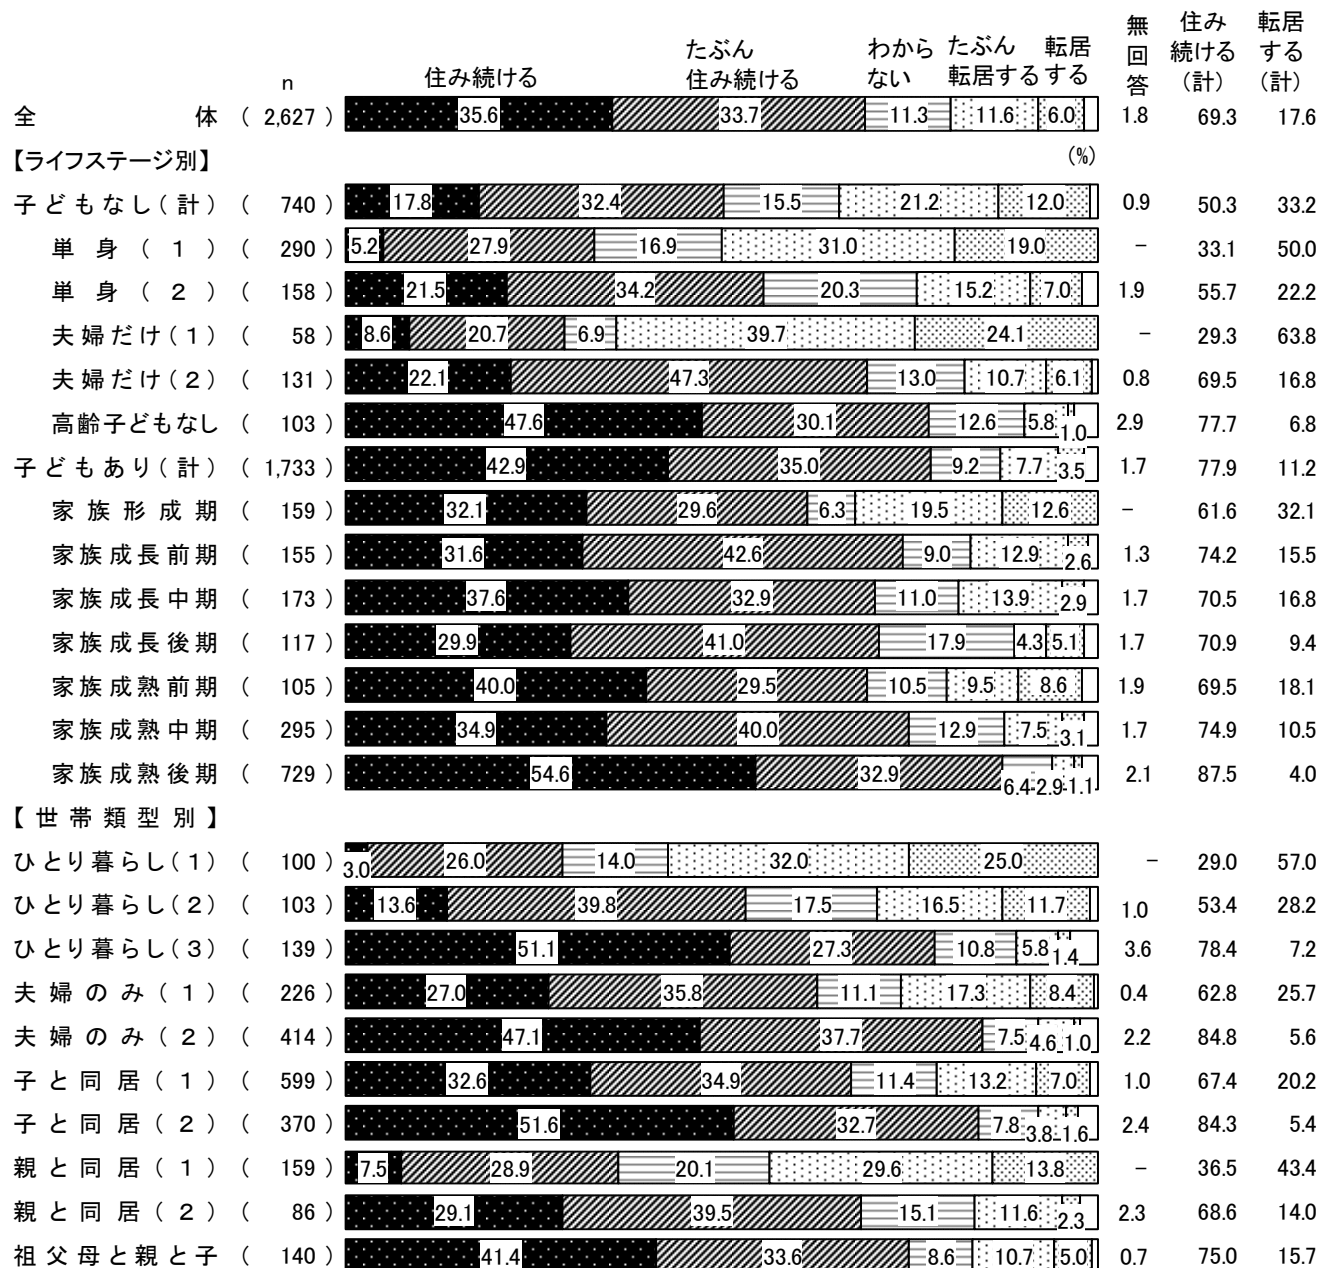 n 住み続ける たぶん住み続ける わからない たぶん転居する 転居する 無回答 住み続ける（計） 転居する（計）
全体 ( 2,627 ) 35.6 33.7 11.3 11.6 6.0 1.8 69.3 17.6
【ライフステージ別】 (%)
子どもなし(計) ( 740 ) 17.8 32.4 15.5 21.2 12.0 0.9 50.3 33.2
単身(1) ( 290 ) 5.2 27.9 16.9 31.0 19.0 － 33.1 50.0
単身(2) ( 158 ) 21.5 34.2 20.3 15.2 7.0 1.9 55.7 22.2
夫婦だけ(1) ( 58 ) 8.6 20.7 6.9 39.7 24.1 － 29.3 63.8
夫婦だけ(2) ( 131 ) 22.1 47.3 13.0 10.7 6.1 0.8 69.5 16.8
高齢子どもなし ( 103 ) 47.6 30.1 12.6 5.8 1.0 2.9 77.7 6.8
子どもあり(計) ( 1,733 ) 42.9 35.0 9.2 7.7 3.5 1.7 77.9 11.2
家族形成期 ( 159 ) 32.1 29.6 6.3 19.5 12.6 － 61.6 32.1
家族成長前期 ( 155 ) 31.6 42.6 9.0 12.9 2.6 1.3 74.2 15.5
家族成長中期 ( 173 ) 37.6 32.9 11.0 13.9 2.9 1.7 70.5 16.8
家族成長後期 ( 117 ) 29.9 41.0 17.9 4.3 5.1 1.7 70.9 9.4
家族成熟前期 ( 105 ) 40.0 29.5 10.5 9.5 8.6 1.9 69.5 18.1
家族成熟中期 ( 295 ) 34.9 40.0 12.9 7.5 3.1 1.7 74.9 10.5
家族成熟後期 ( 729 ) 54.6 32.9 6.4 2.9 1.1 2.1 87.5 4.0
【世帯類型別】
ひとり暮らし(1) ( 100 ) 3.0 26.0 14.0 32.0 25.0 － 29.0 57.0
ひとり暮らし(2) ( 103 ) 13.6 39.8 17.5 16.5 11.7 1.0 53.4 28.2
ひとり暮らし(3) ( 139 ) 51.1 27.3 10.8 5.8 1.4 3.6 78.4 7.2
夫婦のみ(1) ( 226 ) 27.0 35.8 11.1 17.3 8.4 0.4 62.8 25.7
夫婦のみ(2) ( 414 ) 47.1 37.7 7.5 4.6 1.0 2.2 84.8 5.6
子と同居(1) ( 599 ) 32.6 34.9 11.4 13.2 7.0 1.0 67.4 20.2
子と同居(2) ( 370 ) 51.6 32.7 7.8 3.8 1.6 2.4 84.3 5.4
親と同居(1) ( 159 ) 7.5 28.9 20.1 29.6 13.8 － 36.5 43.4
親と同居(2) ( 86 ) 29.1 39.5 15.1 11.6 2.3 2.3 68.6 14.0
祖父母と親と子 ( 140 ) 41.4 33.6 8.6 10.7 5.0 0.7 75.0 15.7